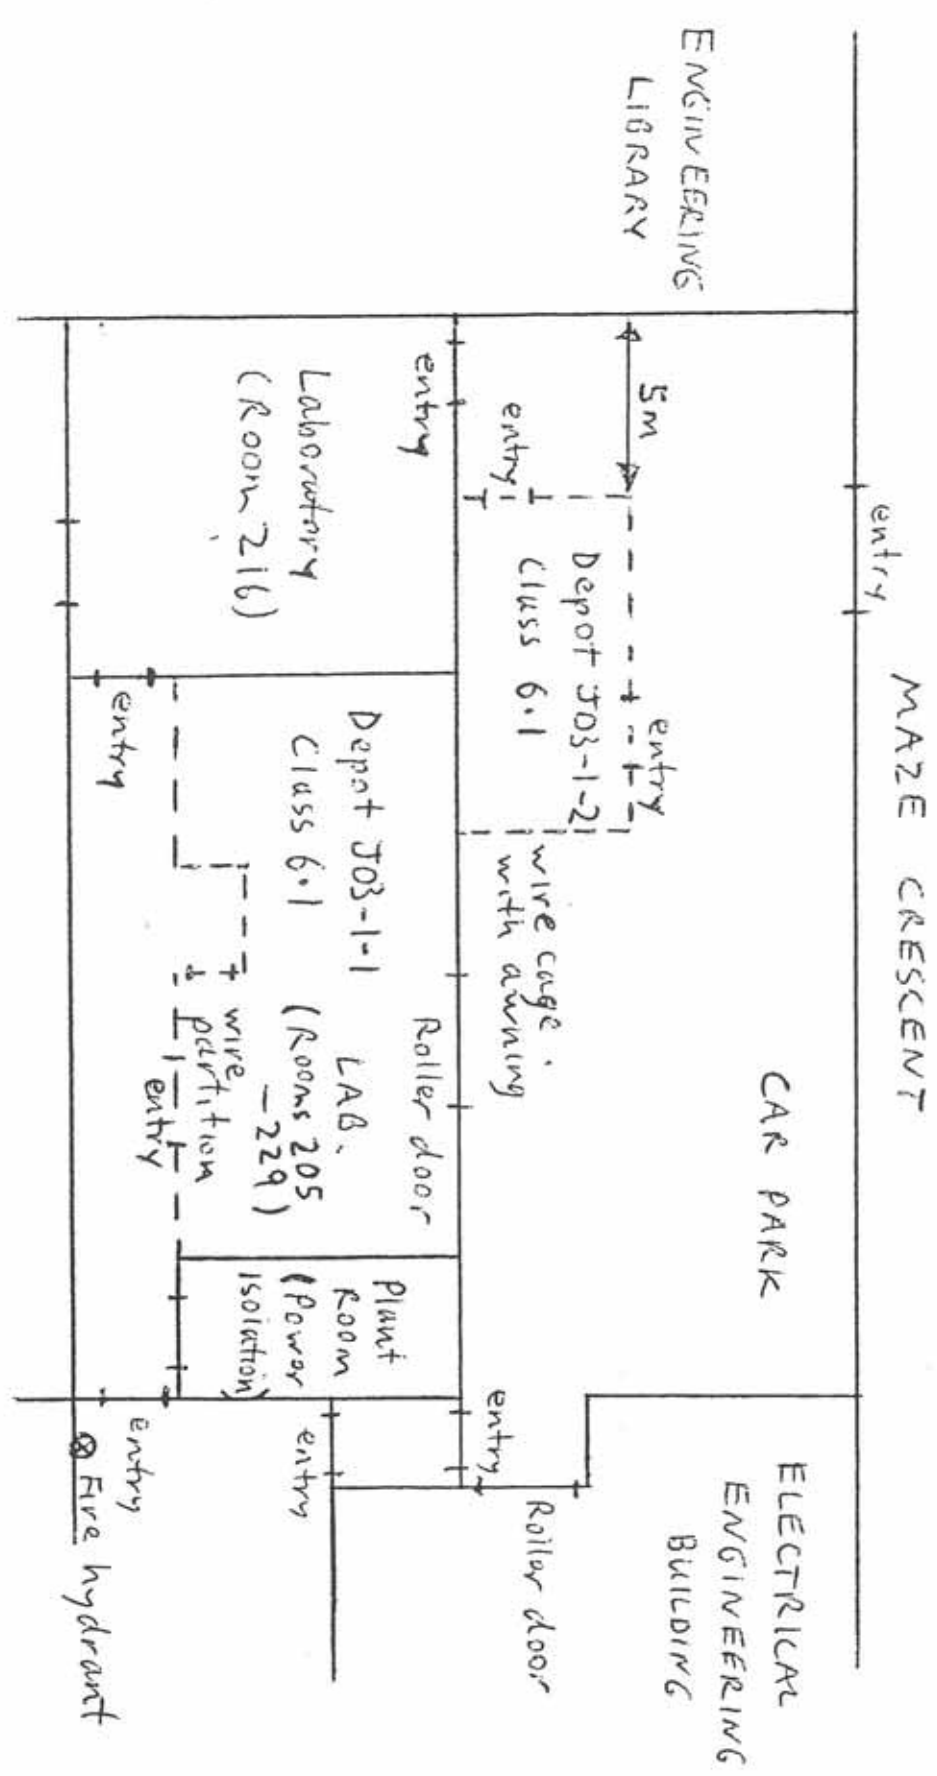 MAZE CRESCENT
entry
ENGINEERING
LIBRARY
CAR PARK
ELECTRICAL
ENGINEERING
BUILDING
5m
entry
Depot J03-1-2
Class 6.1
entry
wire cage
with awning
Roller door
entry
entry
Roller door
Laboratory
(Room 216)
Depot J03-1-1
Class 6.1
LAB.
(Rooms 205
-229)
Plant
Room
(Power
Isolation)
entry
entry
wire
partition
entry
entry
Fire hydrant